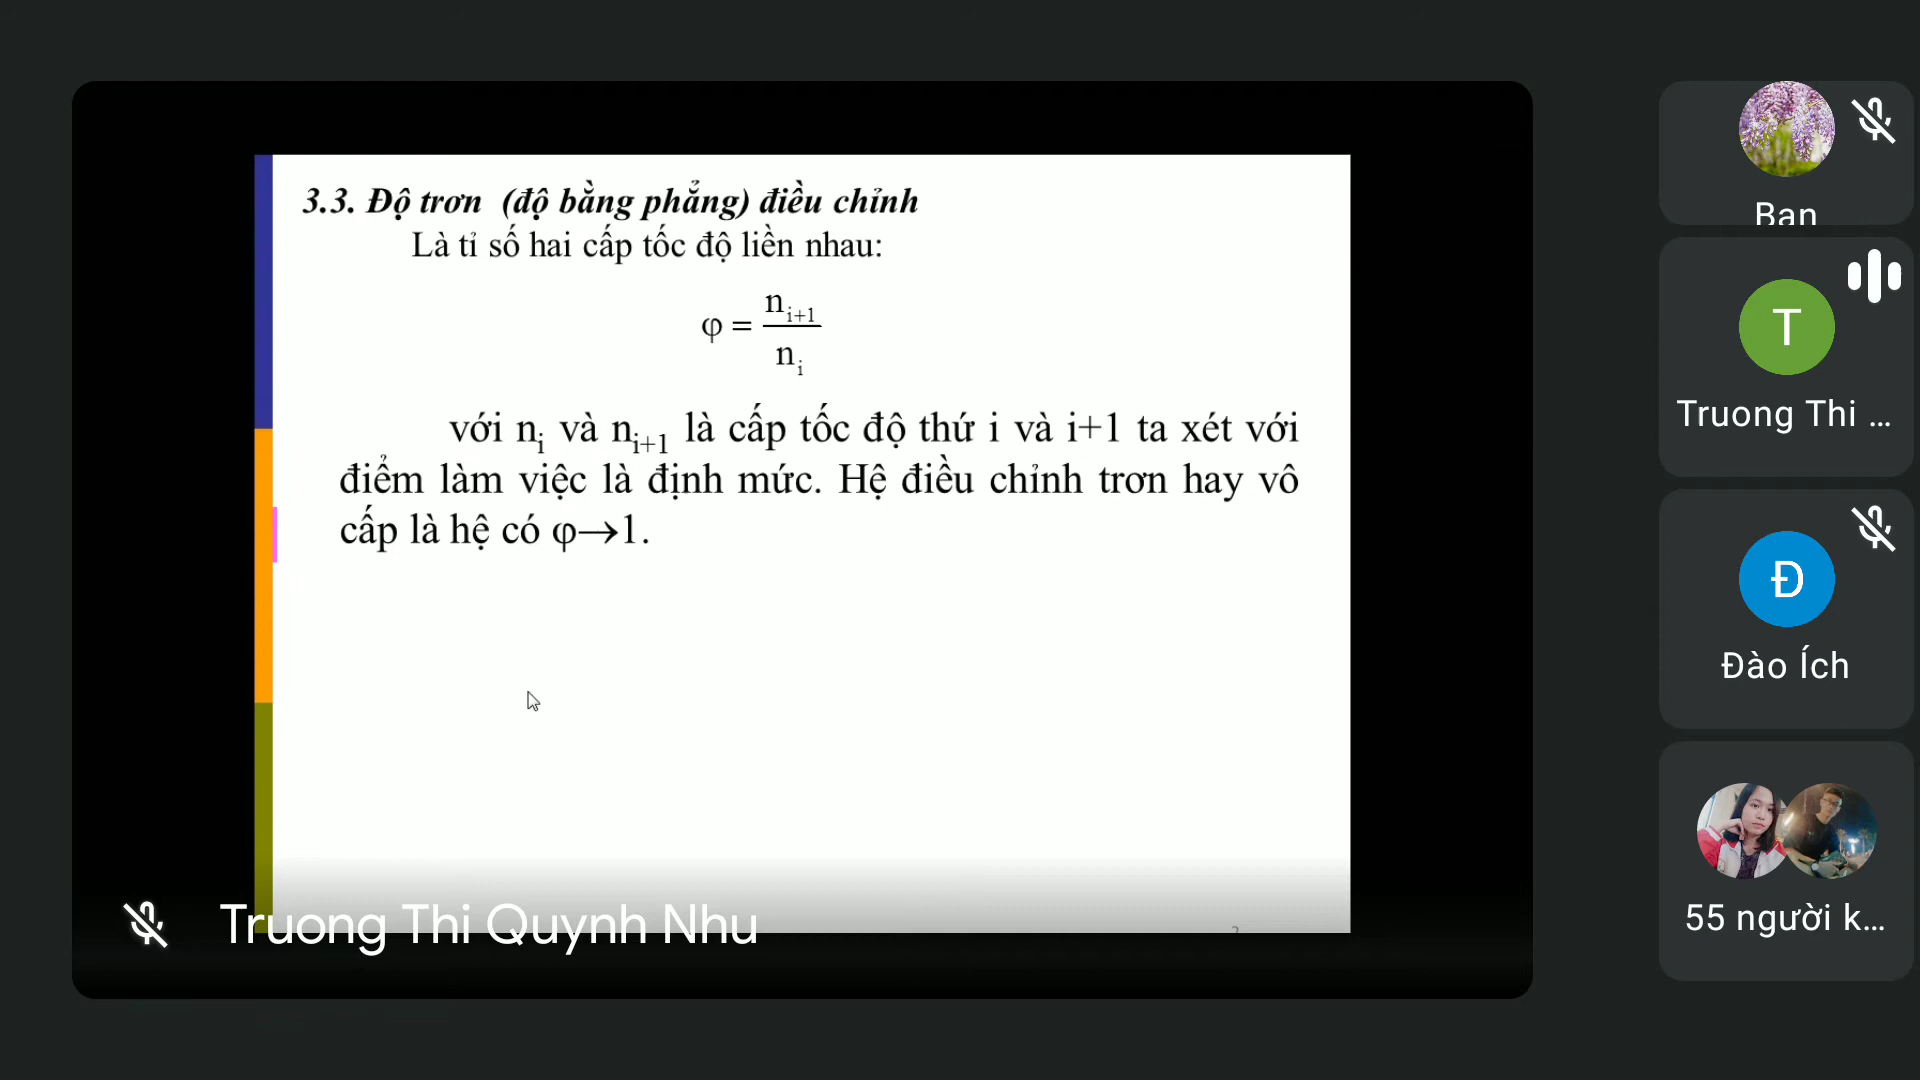 3.3. Độ trơn (độ bằng phẳng) điều chỉnh
Là tỉ số hai cấp tốc độ liền nhau:
φ = n_{i+1} / n_i
với n_i và n_{i+1} là cấp tốc độ thứ i và i+1 ta xét với
điểm làm việc là định mức. Hệ điều chỉnh trơn hay vô
cấp là hệ có φ→1.
Truong Thi Quynh Nhu
Bạn
T
Truong Thi ...
Đ
Đào Ích
55 người k...